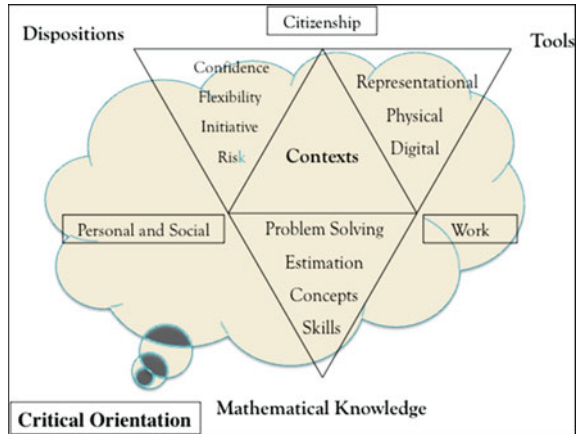 Citizenship
Dispositions
Tools
Confidence
Flexibility
Initiative
Risk
Representational
Physical
Digital
Contexts
Personal and Social
Work
Problem Solving
Estimation
Concepts
Skills
Mathematical Knowledge
Critical Orientation